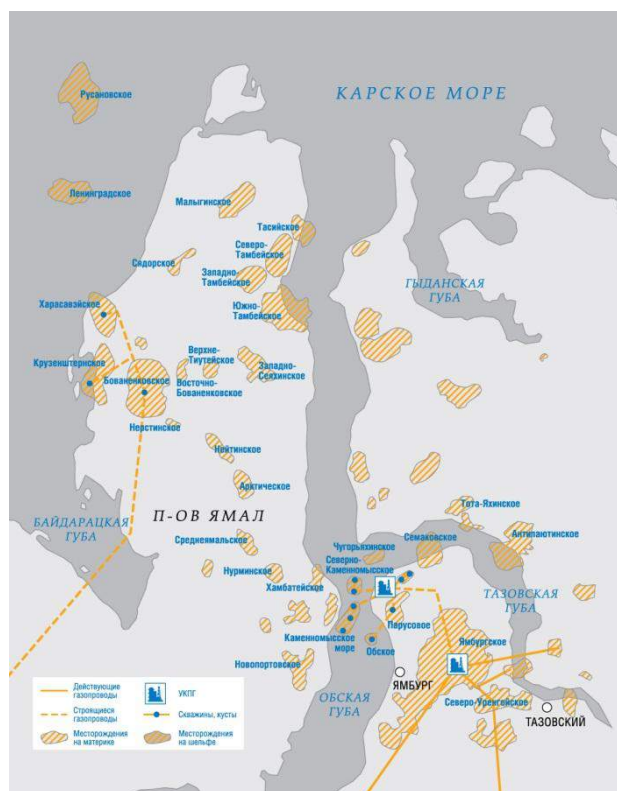 Русановское
КАРСКОЕ МОРЕ
Ленинградское
Малыгинское
Тасийское
Северо-
Тамбейское
Сядорское
Западно-
Тамбейское
ГЫДАНСКАЯ
ГУБА
Харасавэйское
Южно-
Тамбейское
Крузенштернское
Верхне-
Тиутейское
Западно-
Сеяхинское
Бованенковское
Восточно-
Бованенковское
Нерстинское
Нейтинское
Арктическое
Тота-Яхинское
П-ОВ ЯМАЛ
БАЙДАРАЦКАЯ
ГУБА
Среднеямальское
Чугорьяхинское
Семаковское
Антипаютинское
Северно-
Каменномысское
Нурминское
Хамбатейское
ТАЗОВСКАЯ
ГУБА
Парусовое
Каменномысское
море
Обское
Ямбургское
Новопортовское
ЯМБУРГ
ОБСКАЯ
ГУБА
Северо-Уренгойское
ТАЗОВСКИЙ
Действующие
газопроводы
УКПГ
Строящиеся
газопроводы
Скважины, кусты
Месторождения
на материке
Месторождения
на шельфе